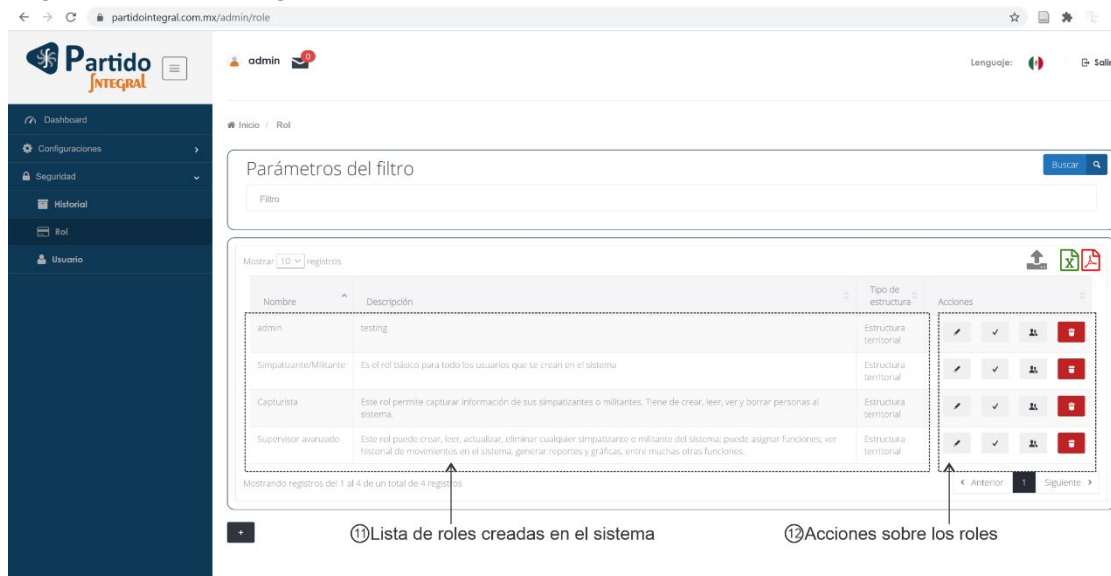 partidointegral.com.mx/admin/role
Partido
INTEGRAL
admin
0
Lenguaje:
Salir
Dashboard
Configuraciones
Seguridad
Historial
Rol
Usuario
Inicio / Rol
Parámetros del filtro
Buscar
Filtro
Mostrar 10 registros
Nombre
Descripción
Tipo de
estructura
Acciones
admin
testing
Estructura
territorial
Simpatizante/Militante
Es el rol básico para todo los usuarios que se crean en el sistema
Estructura
territorial
Capturista
Este rol permite capturar información de sus simpatizantes o militantes. Tiene de crear, leer, ver y borrar personas al
sistema.
Estructura
territorial
Supervisor avanzado
Este rol puede crear, leer, actualizar, eliminar cualquier simpatizante o militante del sistema; puede asignar funciones; ver
historial de movimientos en el sistema, generar reportes y gráficas, entre muchas otras funciones.
Estructura
territorial
Mostrando registros del 1 al 4 de un total de 4 registros
Anterior 1 Siguiente
+
⑪Lista de roles creadas en el sistema
⑫Acciones sobre los roles